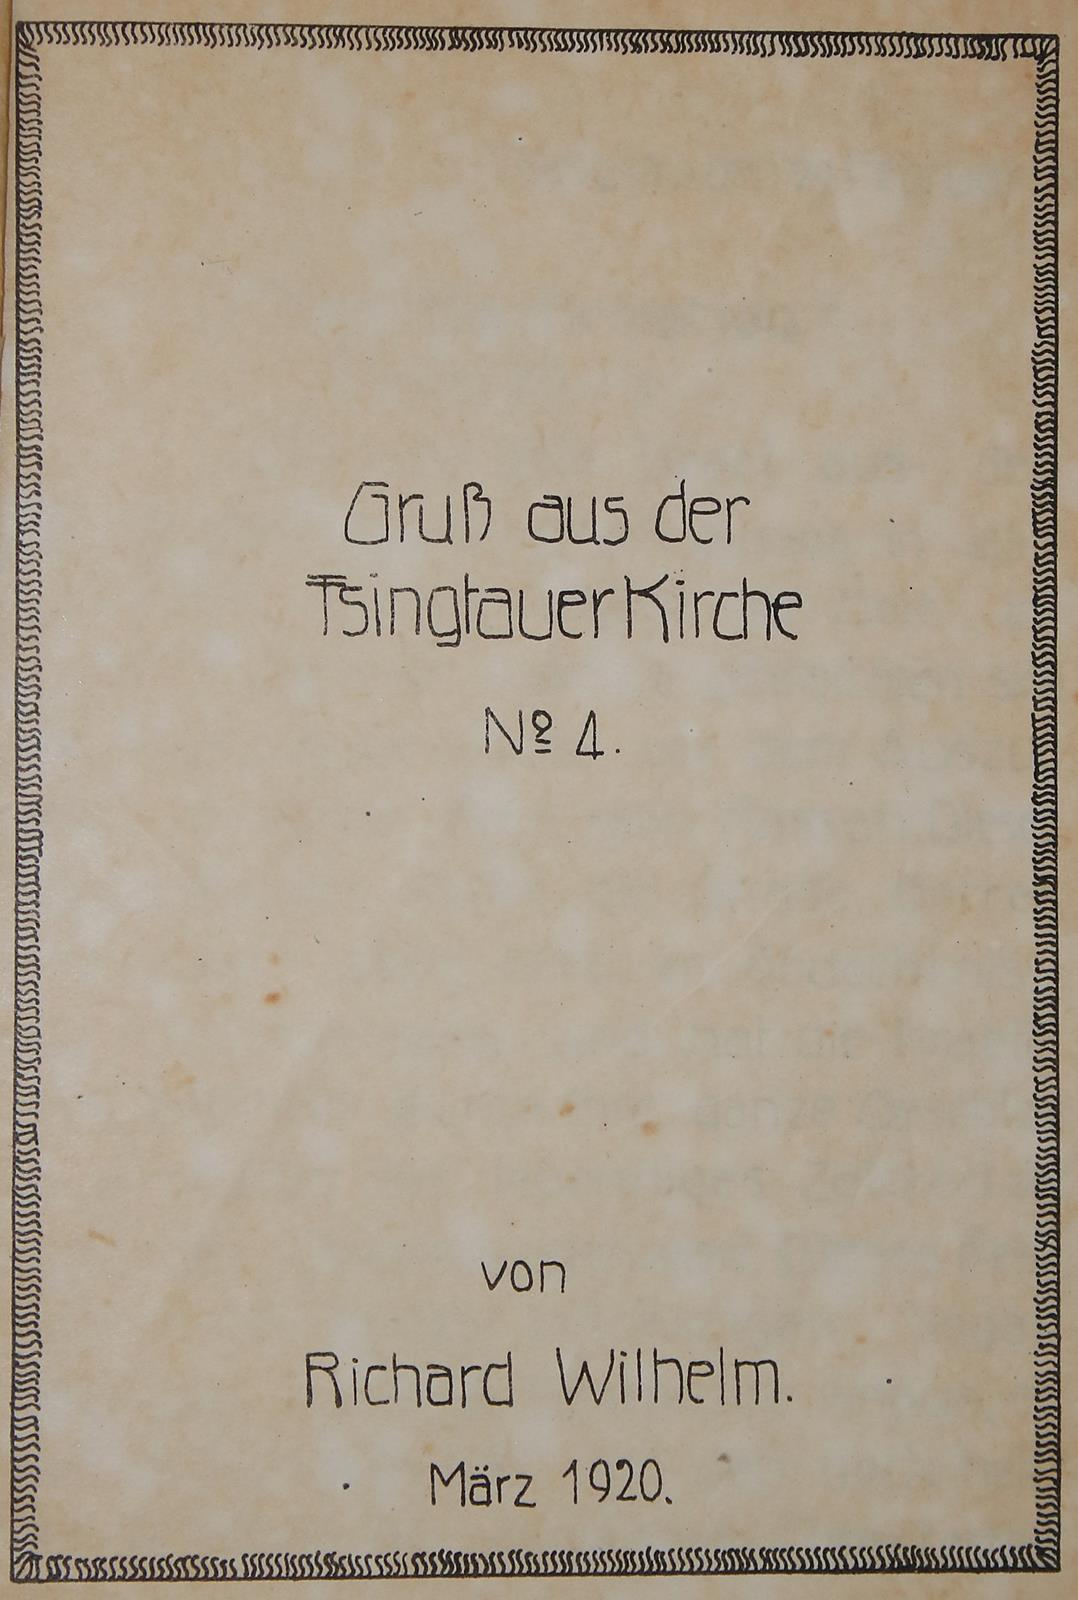 Gruß aus der
Tsingtauer Kirche
Nº 4.
von
Richard Wilhelm.
März 1920.